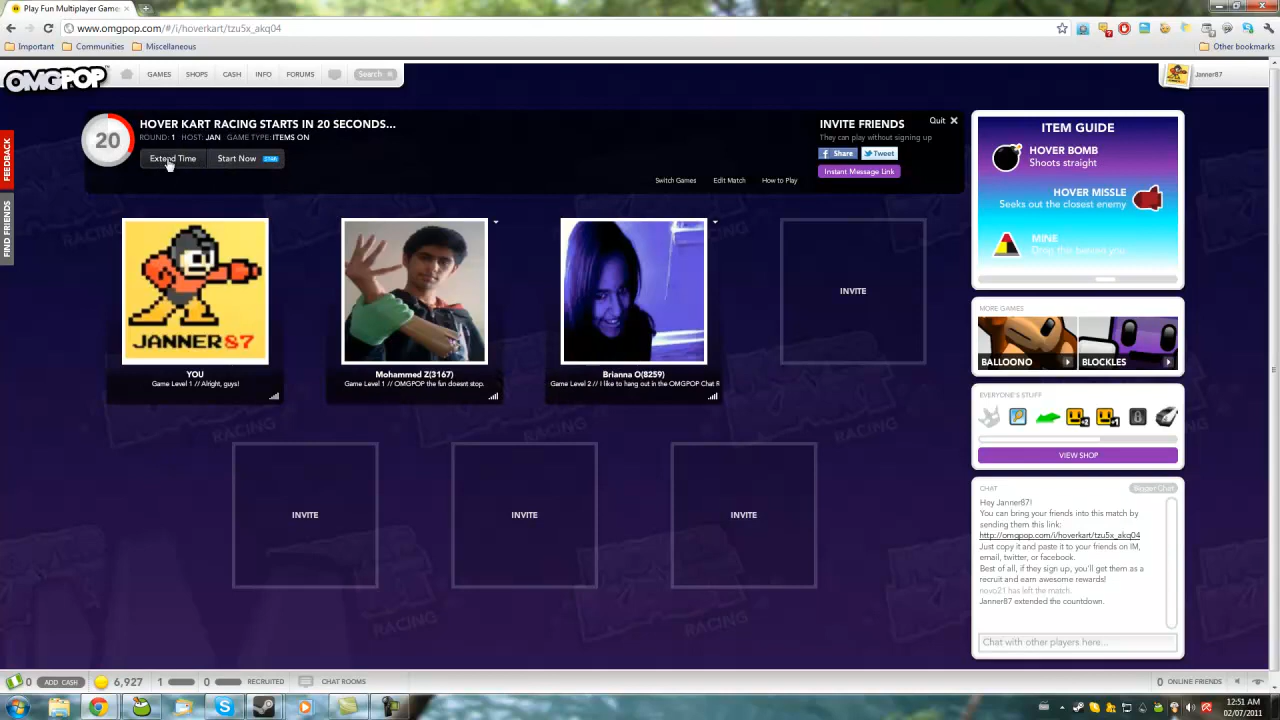 Play Fun Multiplayer Game
www.omgpop.com/#/i/hoverkart/tzu5x_akq04
Important
Communities
Miscellaneous
Other bookmarks
OMGPOP
GAMES
SHOPS
CASH
INFO
FORUMS
Search
Janner87
FEEDBACK
FIND FRIENDS
20
HOVER KART RACING STARTS IN 20 SECONDS...
ROUND: 1 HOST: JAN GAME TYPE: ITEMS ON
Extend Time
Start Now
INVITE FRIENDS
They can play without signing up
Quit
Share
Tweet
Instant Message Link
Switch Games
Edit Match
How to Play
ITEM GUIDE
HOVER BOMB
Shoots straight
HOVER MISSLE
Seeks out the closest enemy
MINE
Drop this behind you
JANNER87
YOU
Game Level 1 // Alright, guys!
Mohammed Z(3167)
Game Level 1 // OMGPOP the fun doesnt stop.
Brianna O(8259)
Game Level 2 // I like to hang out in the OMGPOP Chat R
INVITE
INVITE
INVITE
INVITE
RACING
RACING
RACING
MORE GAMES
BALLOONO
BLOCKLES
EVERYONE'S STUFF
+2
+1
VIEW SHOP
CHAT
Hey Janner87!
You can bring your friends into this match by
sending them this link:
http://omgpop.com/i/hoverkart/tzu5x_akq04
Just copy it and paste it to your friends on IM,
email, twitter, or facebook.
Best of all, if they sign up, you'll get them as a
recruit and earn awesome rewards!
novo21 has left the match.
Janner87 extended the countdown.
Chat with other players here...
0
ADD CASH
6,927
1
0
RECRUITED
CHAT ROOMS
0 ONLINE FRIENDS
12:51 AM
02/07/2011